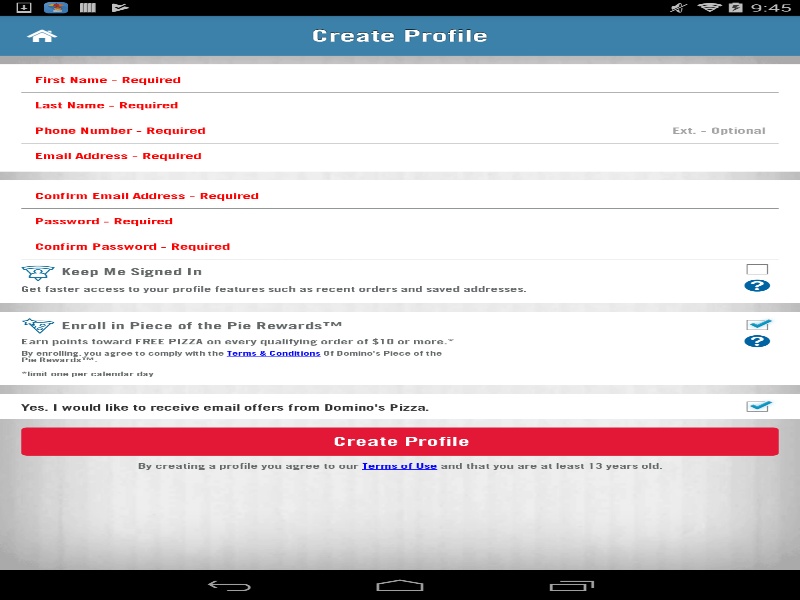 9:45
Create Profile
First Name - Required
Last Name - Required
Phone Number - Required Ext. - Optional
Email Address - Required
Confirm Email Address - Required
Password - Required
Confirm Password - Required
Keep Me Signed In
Get faster access to your profile features such as recent orders and saved addresses.
Enroll in Piece of the Pie Rewards™
Earn points toward FREE PIZZA on every qualifying order of $10 or more.*
By enrolling, you agree to comply with the Terms & Conditions Of Domino's Piece of the
Pie Rewards™.
*limit one per calendar day
Yes. I would like to receive email offers from Domino's Pizza.
Create Profile
By creating a profile you agree to our Terms of Use and that you are at least 13 years old.